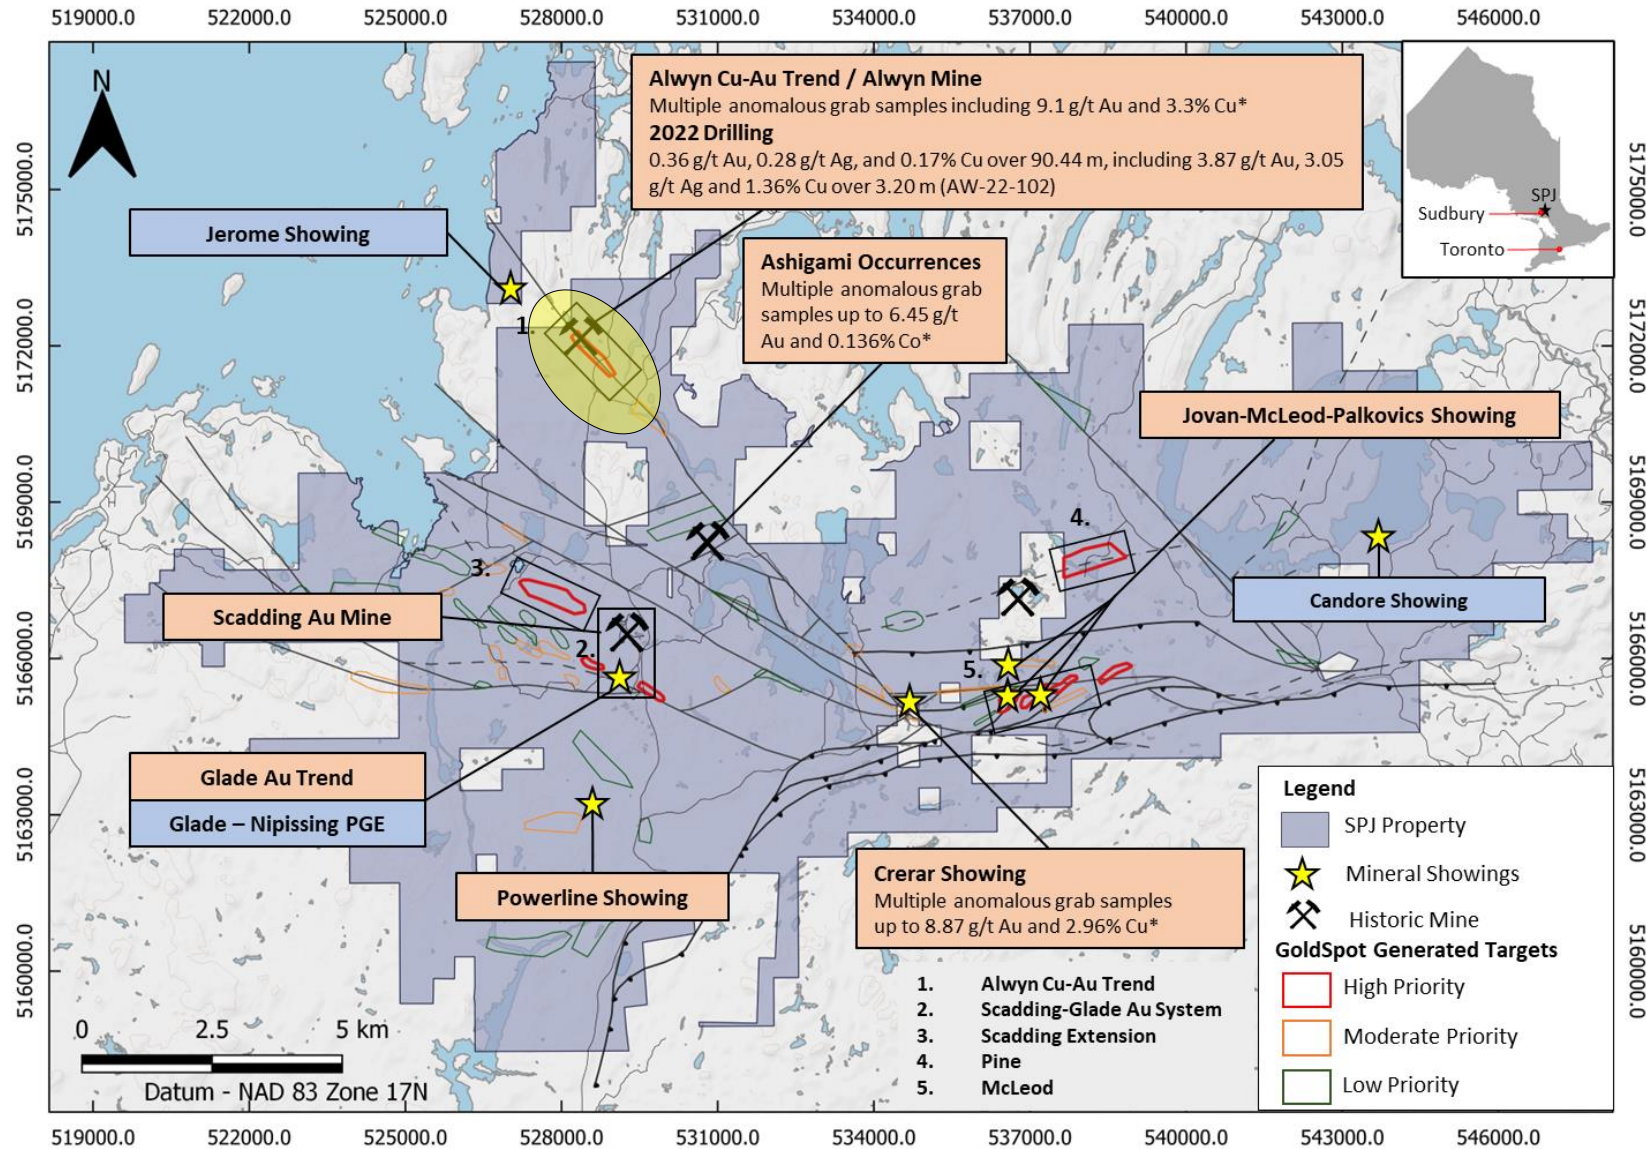 519000.0 522000.0 525000.0 528000.0 531000.0 534000.0 537000.0 540000.0 543000.0 546000.0
N
Alwyn Cu-Au Trend / Alwyn Mine
Multiple anomalous grab samples including 9.1 g/t Au and 3.3% Cu*
2022 Drilling
0.36 g/t Au, 0.28 g/t Ag, and 0.17% Cu over 90.44 m, including 3.87 g/t Au, 3.05
g/t Ag and 1.36% Cu over 3.20 m (AW-22-102)
SPJ
Sudbury
Toronto
5175000.0
5175000.0
Jerome Showing
Ashigami Occurrences
Multiple anomalous grab
samples up to 6.45 g/t
Au and 0.136% Co*
1.
5172000.0
5172000.0
Jovan-McLeod-Palkovics Showing
5169000.0
5169000.0
4.
3.
Candore Showing
Scadding Au Mine
2.
5.
5166000.0
5166000.0
Glade Au Trend
Glade – Nipissing PGE
5163000.0
5163000.0
Powerline Showing
Crerar Showing
Multiple anomalous grab samples
up to 8.87 g/t Au and 2.96% Cu*
Legend
SPJ Property
Mineral Showings
Historic Mine
GoldSpot Generated Targets
High Priority
Moderate Priority
Low Priority
5160000.0
5160000.0
1. Alwyn Cu-Au Trend
2. Scadding-Glade Au System
3. Scadding Extension
4. Pine
5. McLeod
0 2.5 5 km
Datum - NAD 83 Zone 17N
519000.0 522000.0 525000.0 528000.0 531000.0 534000.0 537000.0 540000.0 543000.0 546000.0